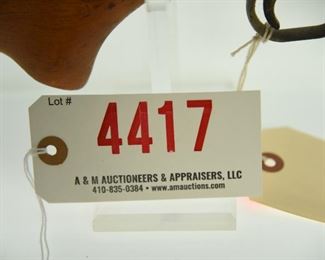 Lot #
4417
A & M AUCTIONEERS & APPRAISERS, LLC
410-835-0384 • www.amauctions.com